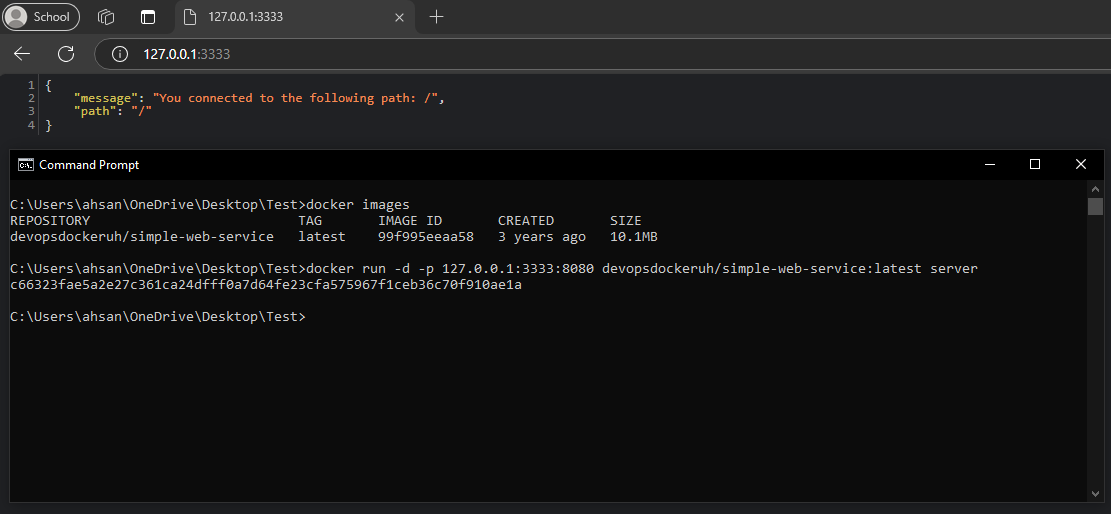 School
127.0.0.1:3333
127.0.0.1:3333
1 {
2 "message": "You connected to the following path: /",
3 "path": "/"
4 }
Command Prompt
C:\Users\ahsan\OneDrive\Desktop\Test>docker images
REPOSITORY TAG IMAGE ID CREATED SIZE
devopsdockeruh/simple-web-service latest 99f995eeaa58 3 years ago 10.1MB
C:\Users\ahsan\OneDrive\Desktop\Test>docker run -d -p 127.0.0.1:3333:8080 devopsdockeruh/simple-web-service:latest server
c66323fae5a2e27c361ca24dfff0a7d64fe23cfa575967f1ceb36c70f910ae1a
C:\Users\ahsan\OneDrive\Desktop\Test>